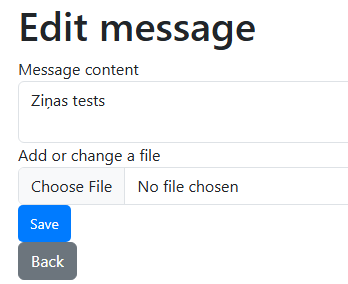 Edit message
Message content
Ziņas tests
Add or change a file
Choose File No file chosen
Save
Back